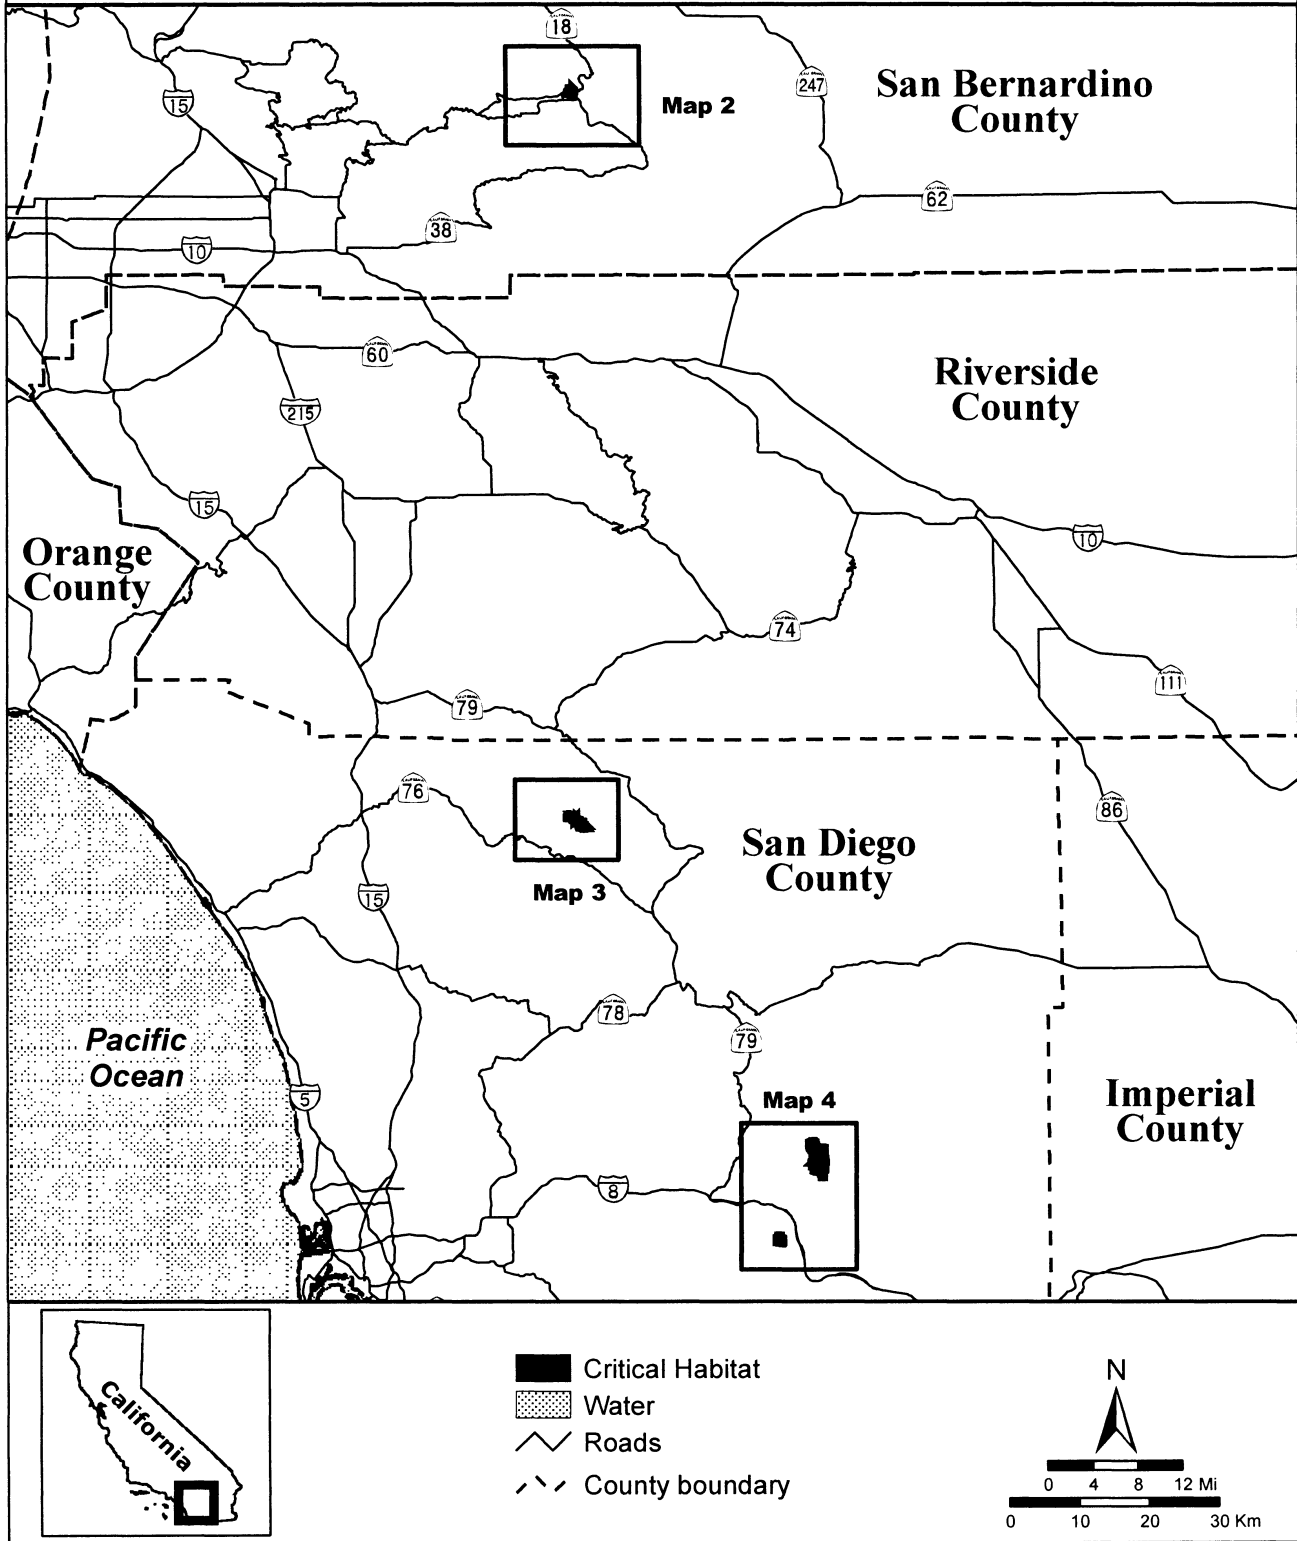 18
247
San Bernardino
County
15
Map 2
62
38
10
60
Riverside
County
215
15
10
Orange
County
74
111
79
76
86
San Diego
County
15
Map 3
78
79
Pacific
Ocean
5
Map 4
Imperial
County
8
California
Critical Habitat
Water
Roads
County boundary
N
0 4 8 12 Mi
0 10 20 30 Km